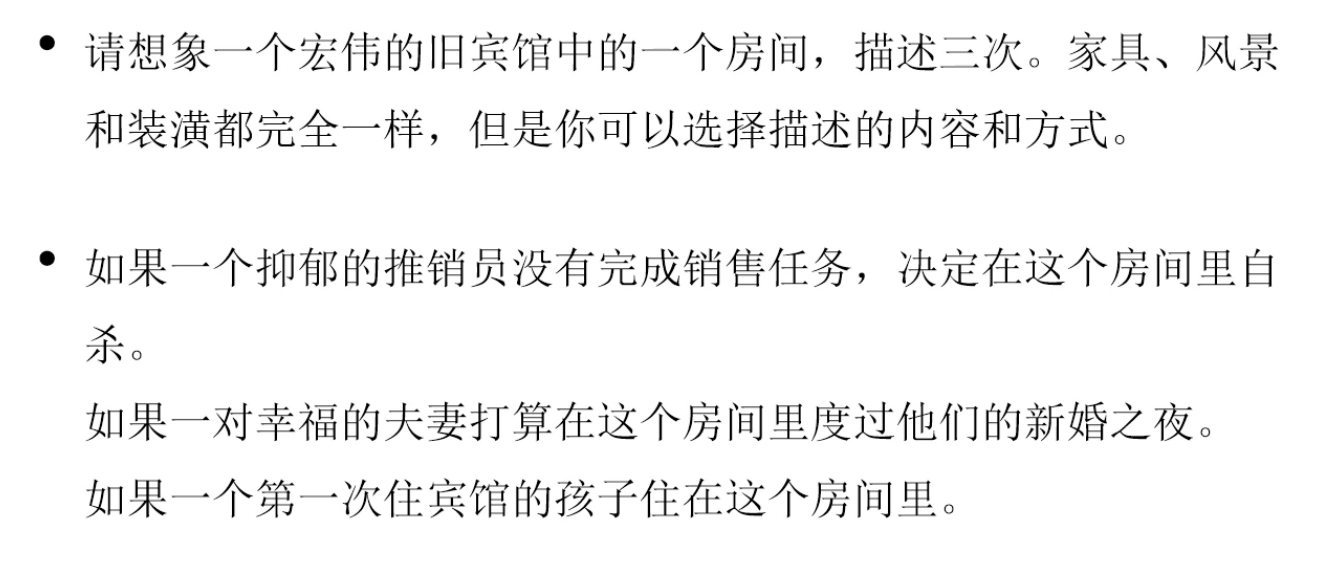 • 请想象一个宏伟的旧宾馆中的一个房间，描述三次。家具、风景
和装潢都完全一样，但是你可以选择描述的内容和方式。
• 如果一个抑郁的推销员没有完成销售任务，决定在这个房间里自
杀。
如果一对幸福的夫妻打算在这个房间里度过他们的新婚之夜。
如果一个第一次住宾馆的孩子住在这个房间里。